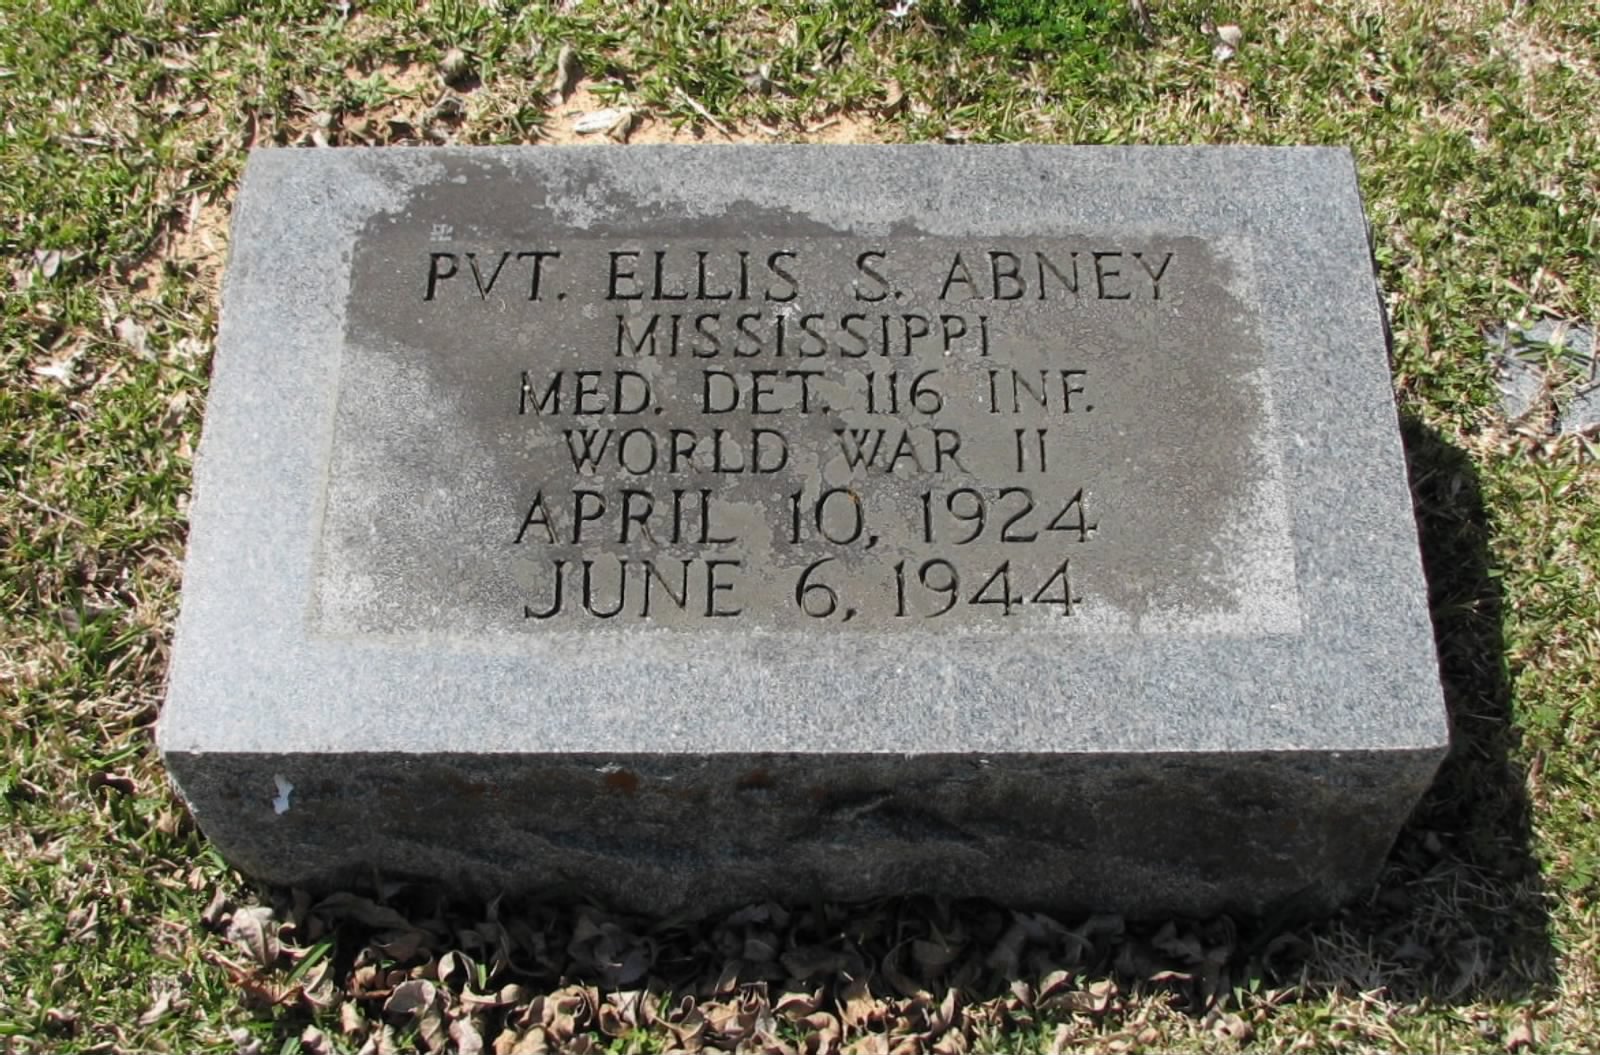 PVT. ELLIS S. ABNEY
MISSISSIPPI
MED. DET. 116 INF.
WORLD WAR II
APRIL 10, 1924
JUNE 6, 1944